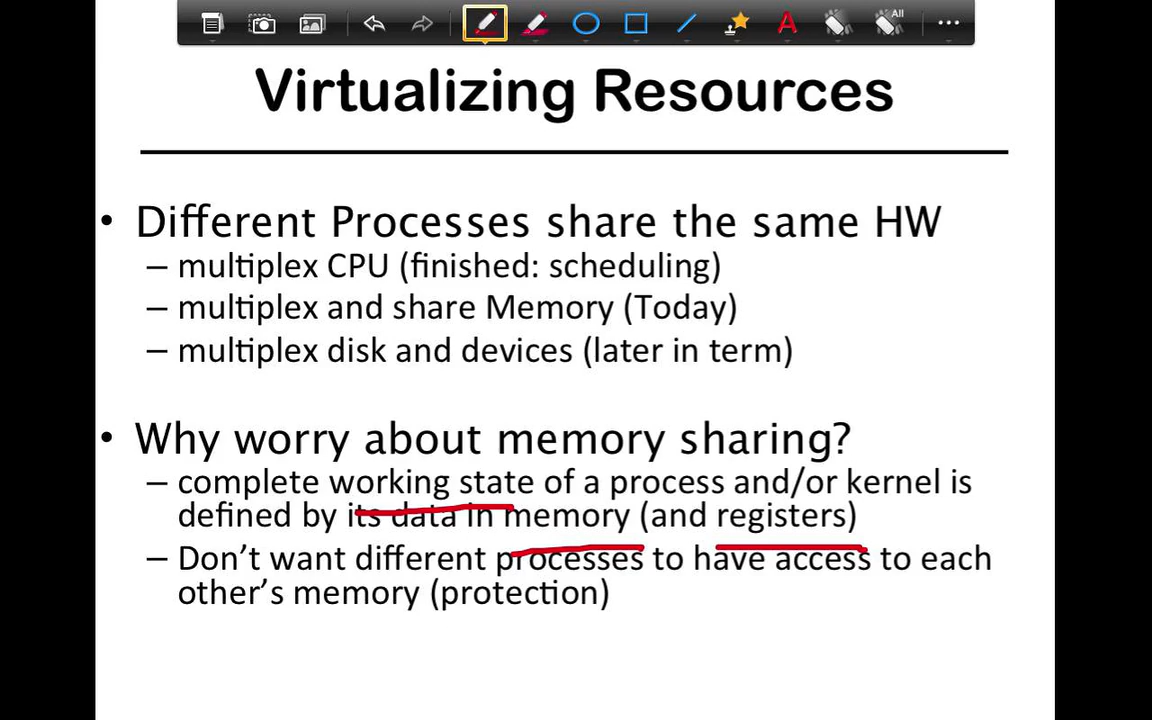 All
A
Virtualizing Resources
• Different Processes share the same HW
– multiplex CPU (finished: scheduling)
– multiplex and share Memory (Today)
– multiplex disk and devices (later in term)
• Why worry about memory sharing?
– complete working state of a process and/or kernel is
defined by its data in memory (and registers)
– Don’t want different processes to have access to each
other’s memory (protection)